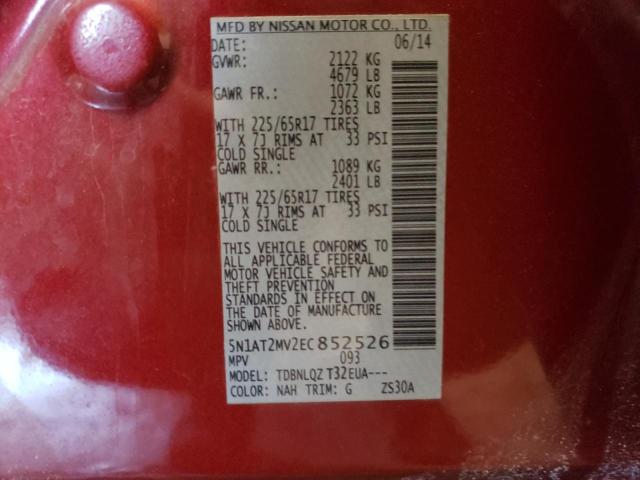 MFD BY NISSAN MOTOR CO., LTD.
DATE: 06/14
GVWR: 2122 KG
4679 LB
GAWR FR.: 1072 KG
2363 LB
WITH 225/65R17 TIRES
17 X 7J RIMS AT 33 PSI
COLD SINGLE
GAWR RR.: 1089 KG
2401 LB
WITH 225/65R17 TIRES
17 X 7J RIMS AT 33 PSI
COLD SINGLE
THIS VEHICLE CONFORMS TO
ALL APPLICABLE FEDERAL
MOTOR VEHICLE SAFETY AND
THEFT PREVENTION
STANDARDS IN EFFECT ON
THE DATE OF MANUFACTURE
SHOWN ABOVE.
5N1AT2MV2EC852526
MPV 093
MODEL: TDBNLQZ T32EUA---
COLOR: NAH TRIM: G ZS30A